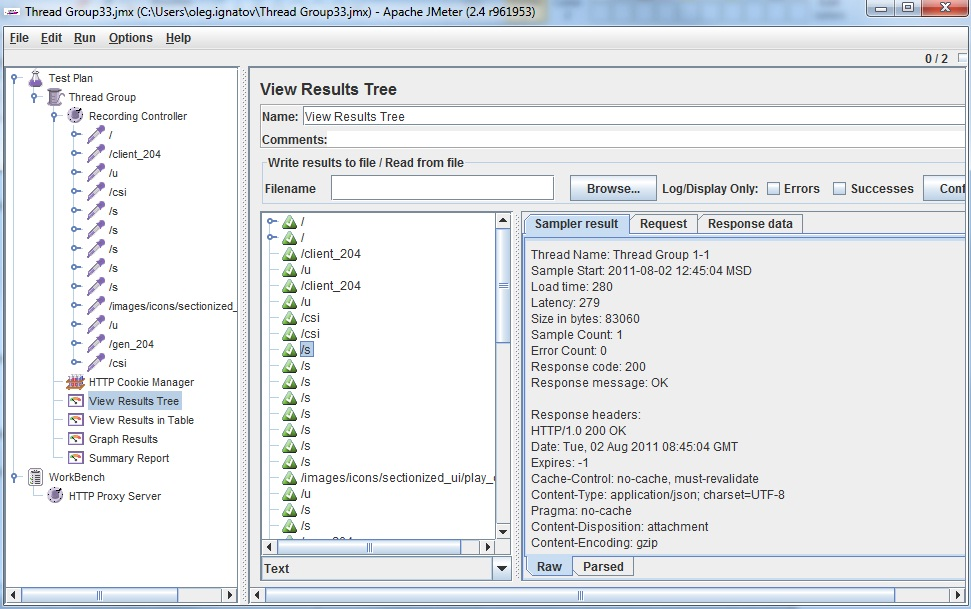 Thread Group33.jmx (C:\Users\oleg.ignatov\Thread Group33.jmx) - Apache JMeter (2.4 r961953)
File Edit Run Options Help
0 / 2
Test Plan
Thread Group
Recording Controller
/
/client_204
/u
/csi
/s
/s
/s
/s
/s
/images/icons/sectionized_
/u
/gen_204
/csi
HTTP Cookie Manager
View Results Tree
View Results in Table
Graph Results
Summary Report
WorkBench
HTTP Proxy Server
View Results Tree
Name: View Results Tree
Comments:
Write results to file / Read from file
Filename Browse... Log/Display Only: Errors Successes Conf
/
/
/client_204
/u
/client_204
/u
/csi
/csi
/s
/s
/s
/s
/s
/s
/s
/s
/images/icons/sectionized_ui/play_
/u
/s
/s
Text
Sampler result Request Response data
Thread Name: Thread Group 1-1
Sample Start: 2011-08-02 12:45:04 MSD
Load time: 280
Latency: 279
Size in bytes: 83060
Sample Count: 1
Error Count: 0
Response code: 200
Response message: OK
Response headers:
HTTP/1.0 200 OK
Date: Tue, 02 Aug 2011 08:45:04 GMT
Expires: -1
Cache-Control: no-cache, must-revalidate
Content-Type: application/json; charset=UTF-8
Pragma: no-cache
Content-Disposition: attachment
Content-Encoding: gzip
Raw Parsed